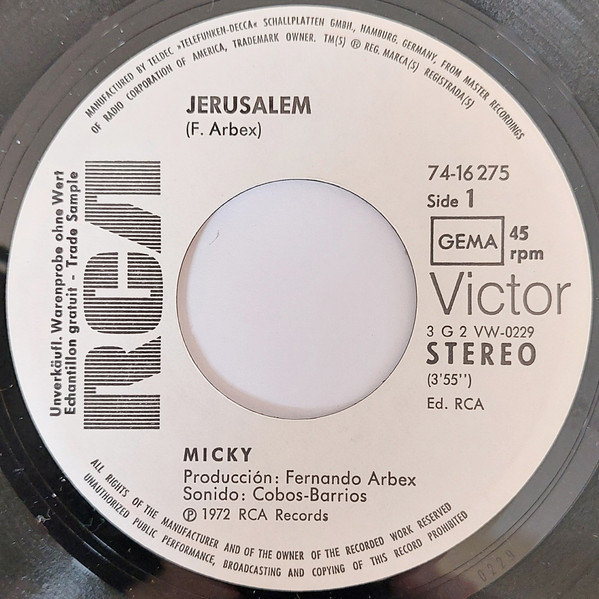 MANUFACTURED BY TELDEC »TELEFUNKEN-DECCA« SCHALLPLATTEN GMBH., HAMBURG, GERMANY, FROM MASTER RECORDINGS
OF RADIO CORPORATION OF AMERICA, TRADEMARK OWNER. TM(S) ® REG. MARCA(S) REGISTRADA(S)
JERUSALEM
(F. Arbex)
Unverkäufl. Warenprobe ohne Wert
Echantillon gratuit - Trade Sample
RCA
74-16 275
Side 1
GEMA
45
rpm
Victor
3 G 2 VW-0229
STEREO
(3'55'')
Ed. RCA
MICKY
Producción: Fernando Arbex
Sonido: Cobos-Barrios
℗ 1972 RCA Records
ALL RIGHTS OF THE MANUFACTURER AND OF THE OWNER OF THE RECORDED WORK RESERVED
UNAUTHORIZED PUBLIC PERFORMANCE, BROADCASTING AND COPYING OF THIS RECORD PROHIBITED
0229